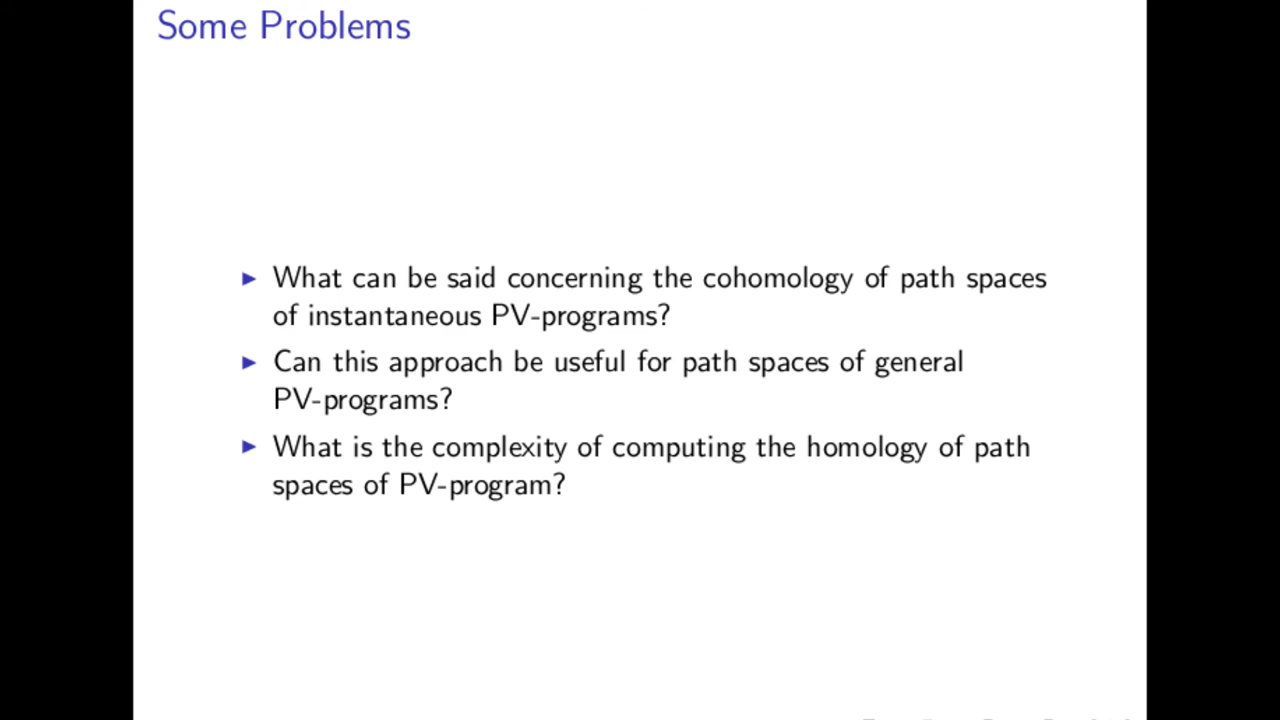 Some Problems
What can be said concerning the cohomology of path spaces
of instantaneous PV-programs?
Can this approach be useful for path spaces of general
PV-programs?
What is the complexity of computing the homology of path
spaces of PV-program?